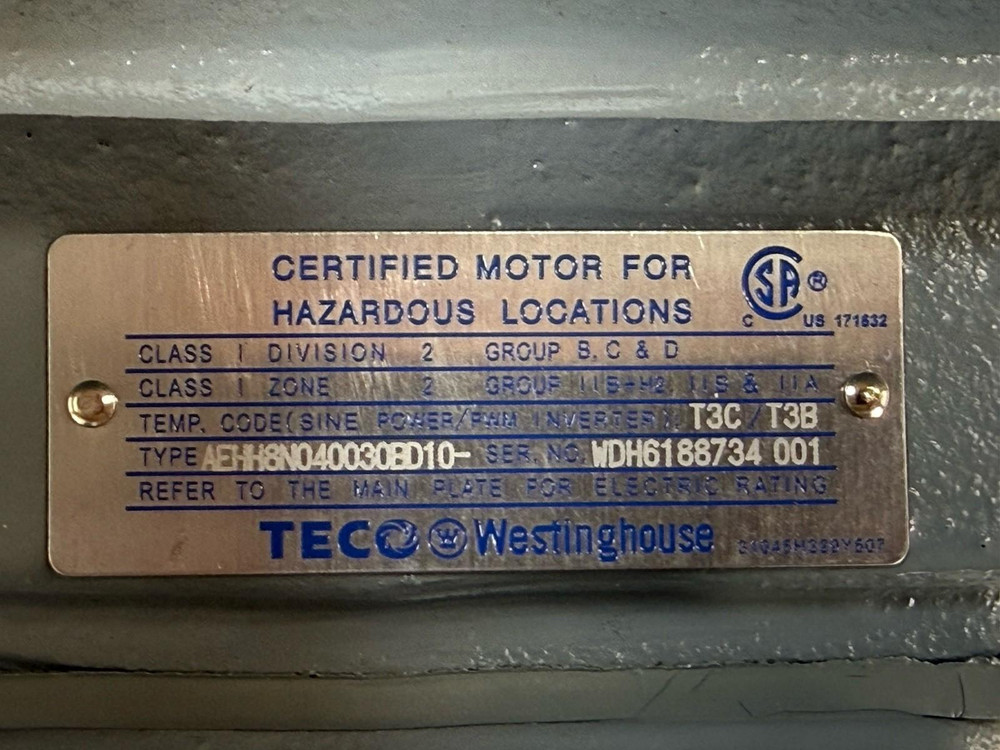 CERTIFIED MOTOR FOR
HAZARDOUS LOCATIONS
SA ®
C US 171632
CLASS I DIVISION 2 GROUP B, C & D
CLASS I ZONE 2 GROUP IIB+H2, IIB & IIA
TEMP. CODE(SINE POWER/PWM INVERTER). T3C / T3B
TYPE AEHH8N040030BD10- SER. NO. WDH6188734 001
REFER TO THE MAIN PLATE FOR ELECTRIC RATING
TECO W Westinghouse